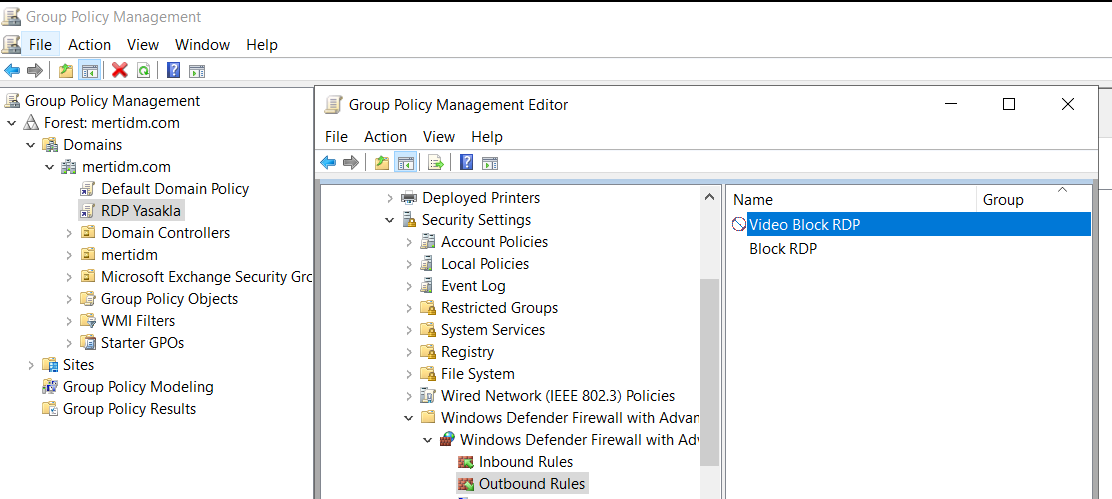 Group Policy Management
File Action View Window Help
Group Policy Management
Forest: mertidm.com
Domains
mertidm.com
Default Domain Policy
RDP Yasakla
Domain Controllers
mertidm
Microsoft Exchange Security Grc
Group Policy Objects
WMI Filters
Starter GPOs
Sites
Group Policy Modeling
Group Policy Results
Group Policy Management Editor
File Action View Help
Deployed Printers
Security Settings
Account Policies
Local Policies
Event Log
Restricted Groups
System Services
Registry
File System
Wired Network (IEEE 802.3) Policies
Windows Defender Firewall with Advan
Windows Defender Firewall with Adv
Inbound Rules
Outbound Rules
Name Group
Video Block RDP
Block RDP